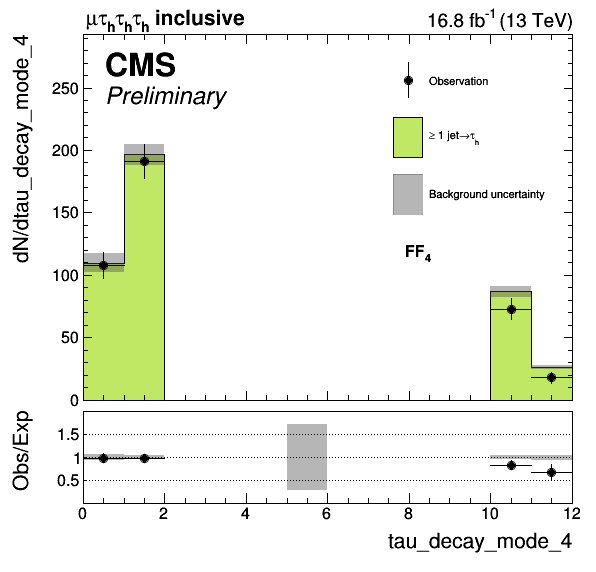 μτhτhτh inclusive 16.8 fb-1 (13 TeV)
CMS
Preliminary
Observation
≥ 1 jet→τh
Background uncertainty
FF4
dN/dtau_decay_mode_4
250
200
150
100
50
0
Obs/Exp
1.5
1
0.5
0 2 4 6 8 10 12
tau_decay_mode_4